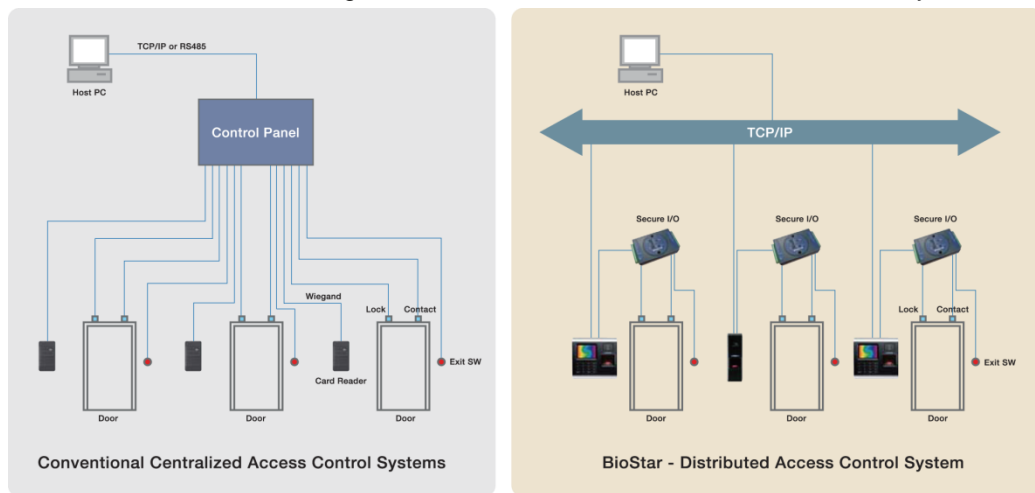 TCP/IP or RS485
Host PC
Control Panel
Wiegand
Lock
Contact
Exit SW
Card Reader
Door
Door
Door
Conventional Centralized Access Control Systems
Host PC
TCP/IP
Secure I/O
Secure I/O
Secure I/O
Lock
Contact
Exit SW
Door
Door
Door
BioStar - Distributed Access Control System